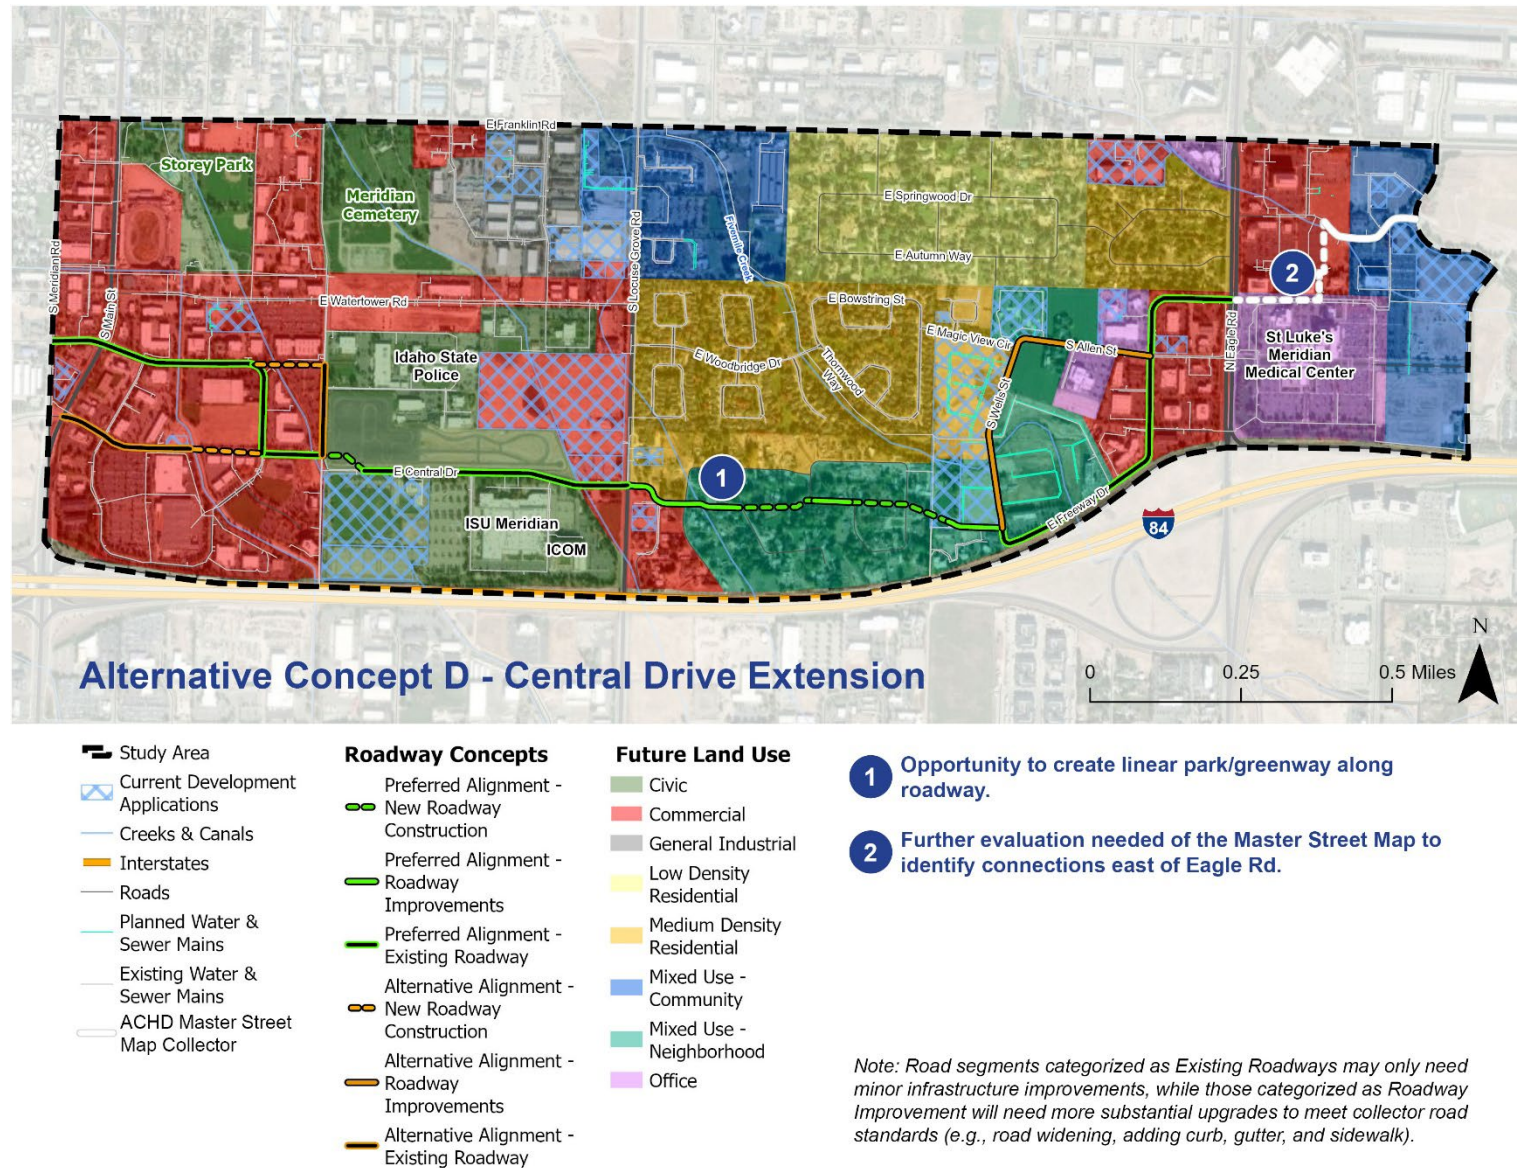 E Franklin Rd
Storey Park
Meridian
Cemetery
S Meridian Rd
S Main St
E Watertower Rd
S Locuse Grove Rd
Fivemile Creek
E Springwood Dr
E Autumn Way
E Bowstring St
E Magic View Cir
E Woodbridge Dr
Thornwood
Way
S Allen St
S Wells St
N Eagle Rd
2
St Luke's
Meridian
Medical Center
Idaho State
Police
E Central Dr
1
ISU Meridian
ICOM
E Freeway Dr
84
N
Alternative Concept D - Central Drive Extension
0 0.25 0.5 Miles
Study Area
Current Development
Applications
Creeks & Canals
Interstates
Roads
Planned Water &
Sewer Mains
Existing Water &
Sewer Mains
ACHD Master Street
Map Collector
Roadway Concepts
Preferred Alignment -
New Roadway
Construction
Preferred Alignment -
Roadway
Improvements
Preferred Alignment -
Existing Roadway
Alternative Alignment -
New Roadway
Construction
Alternative Alignment -
Roadway
Improvements
Alternative Alignment -
Existing Roadway
Future Land Use
Civic
Commercial
General Industrial
Low Density
Residential
Medium Density
Residential
Mixed Use -
Community
Mixed Use -
Neighborhood
Office
1 Opportunity to create linear park/greenway along
roadway.
2 Further evaluation needed of the Master Street Map to
identify connections east of Eagle Rd.
Note: Road segments categorized as Existing Roadways may only need
minor infrastructure improvements, while those categorized as Roadway
Improvement will need more substantial upgrades to meet collector road
standards (e.g., road widening, adding curb, gutter, and sidewalk).